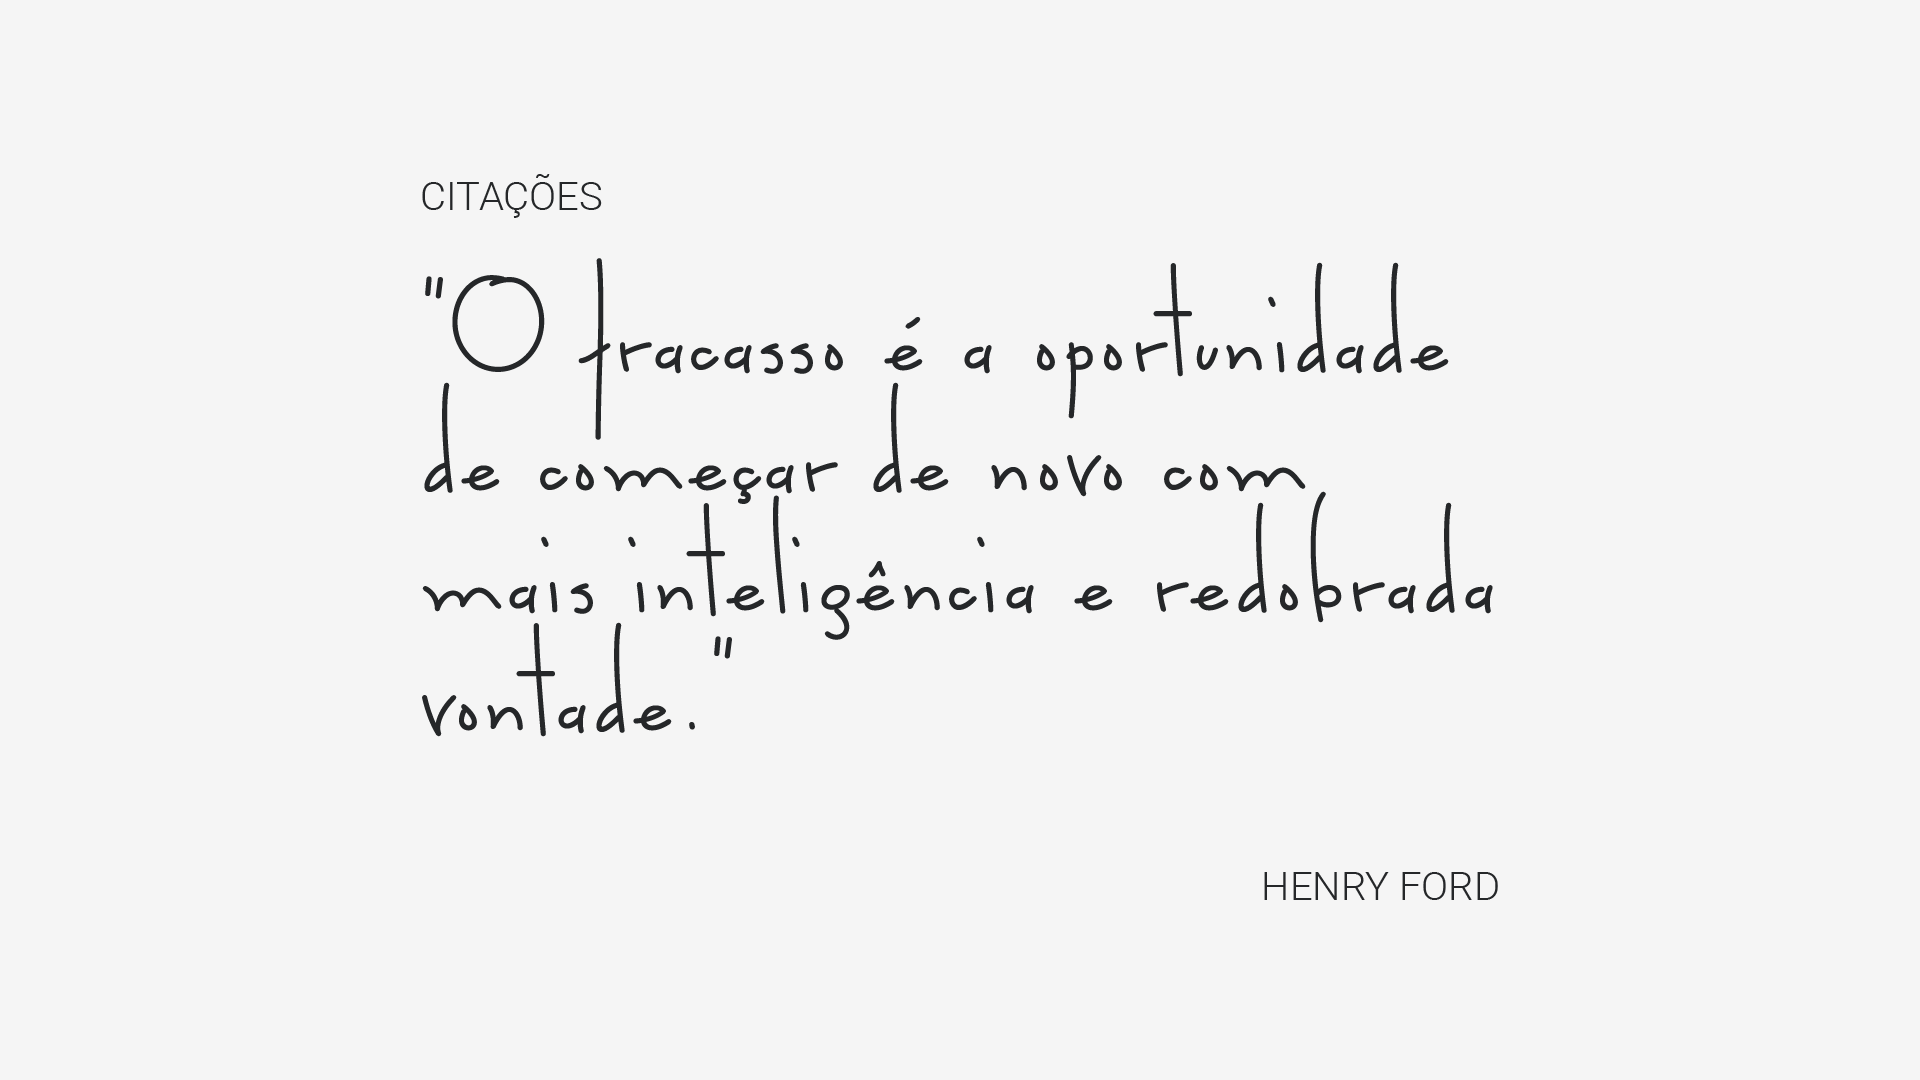 CITAÇÕES
"O fracasso é a oportunidade
de começar de novo com
mais inteligência e redobrada
vontade."
HENRY FORD